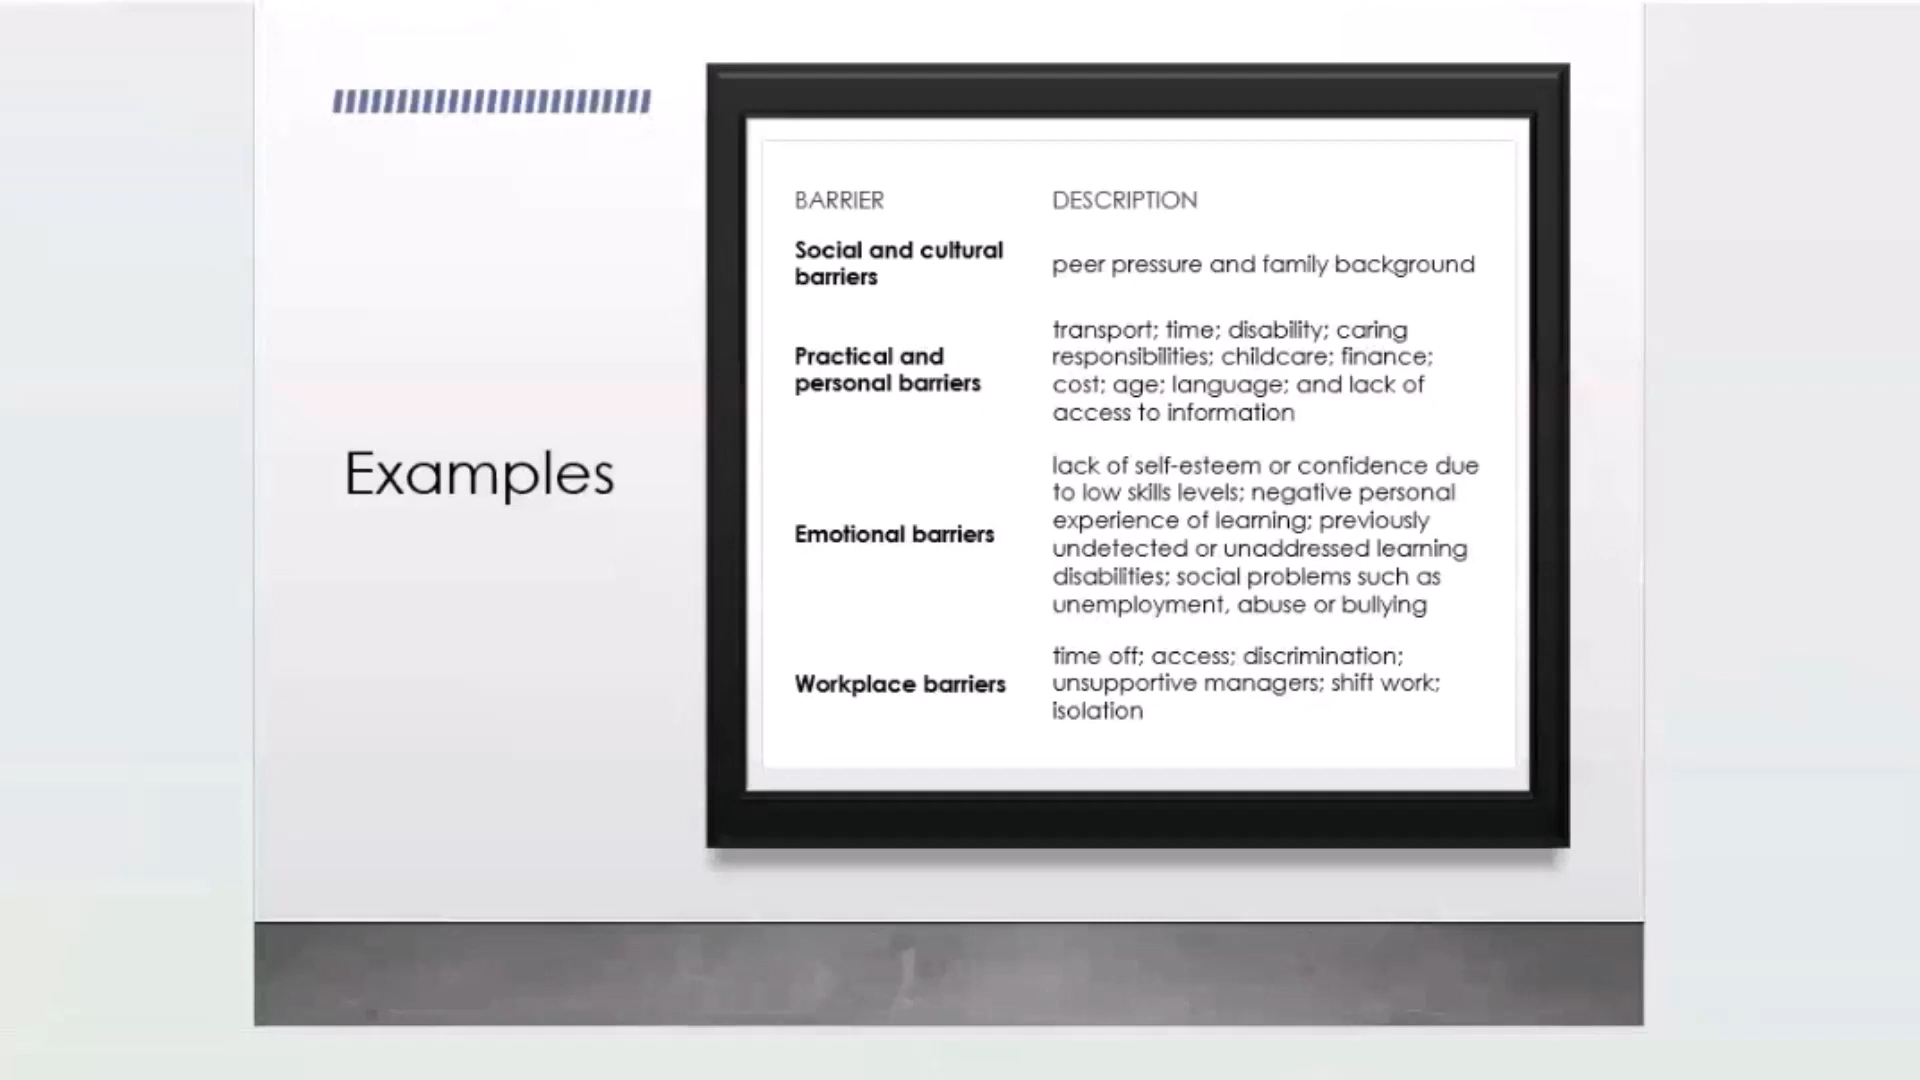 Examples
BARRIER
DESCRIPTION
Social and cultural
barriers
peer pressure and family background
Practical and
personal barriers
transport; time; disability; caring
responsibilities; childcare; finance;
cost; age; language; and lack of
access to information
Emotional barriers
lack of self-esteem or confidence due
to low skills levels; negative personal
experience of learning; previously
undetected or unaddressed learning
disabilities; social problems such as
unemployment, abuse or bullying
Workplace barriers
time off; access; discrimination;
unsupportive managers; shift work;
isolation